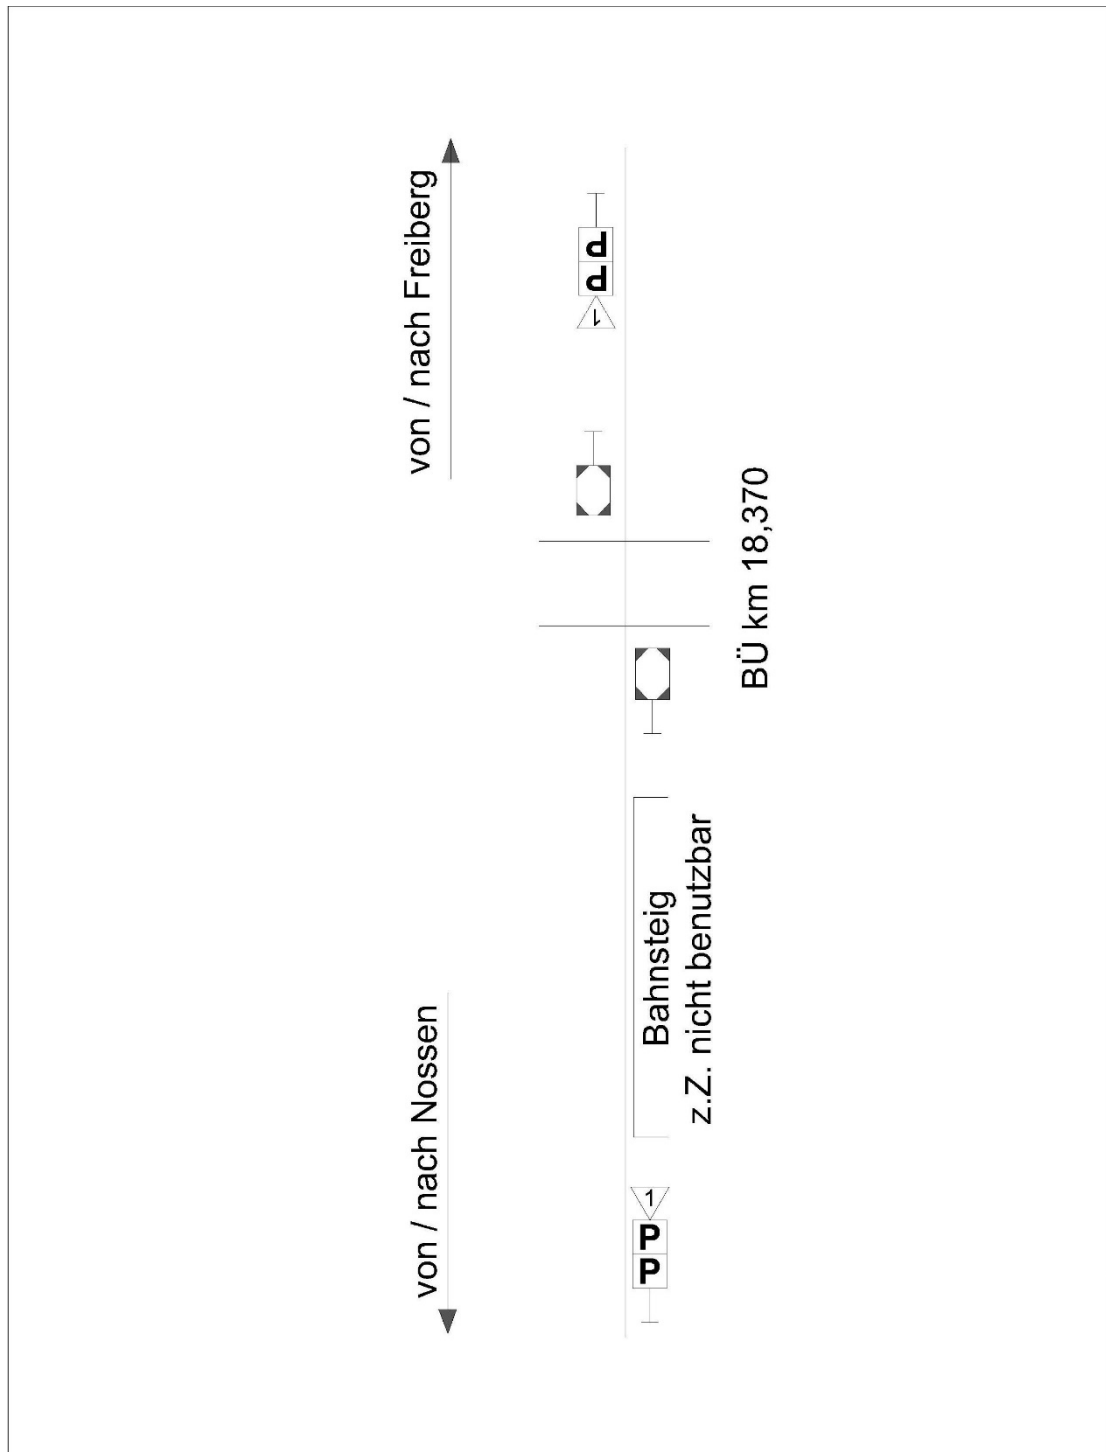 von / nach Nossen
von / nach Freiberg
1
P
P
P
P
1
Bahnsteig
z.Z. nicht benutzbar
BÜ km 18,370